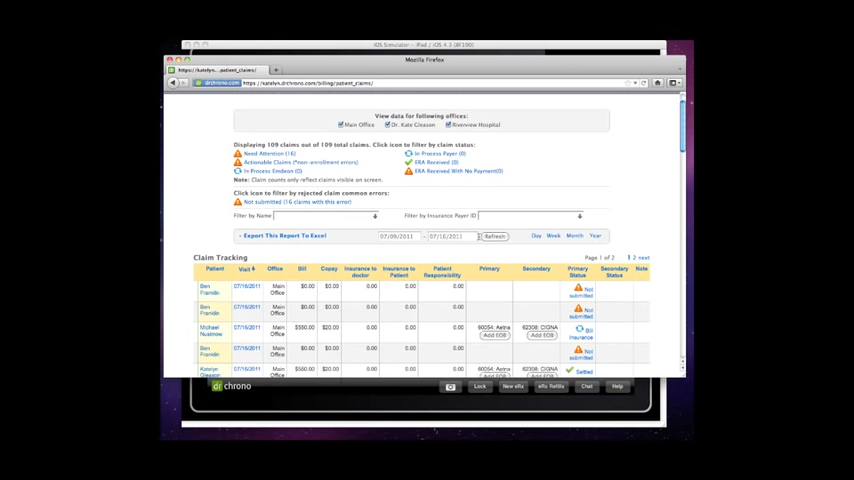 iOS Simulator - iPad / iOS 4.3 (8F190)
Mozilla Firefox
https://katelyn...patient_claims/
drchrono.com https://katelyn.drchrono.com/billing/patient_claims/
View data for following offices:
Main Office Dr. Kate Gleason Riverview Hospital
Displaying 109 claims out of 109 total claims. Click icon to filter by claim status:
Need Attention (16) In Process Payer (0)
Actionable Claims (*non-enrollment errors) ERA Received (0)
In Process Emdeon (0) ERA Received With No Payment(0)
Note: Claim counts only reflect claims visible on screen.
Click icon to filter by rejected claim common errors:
Not submitted (16 claims with this error)
Filter by Name Filter by Insurance Payer ID
- Export This Report To Excel 07/09/2011 - 07/16/2011 Refresh Day Week Month Year
Claim Tracking Page 1 of 2 1 2 next
Patient Visit Office Bill Copay Insurance to doctor Insurance to Patient Patient Responsibility Primary Secondary Primary Status Secondary Status Note
Ben Franklin 07/16/2011 Main Office $0.00 $0.00 0.00 0.00 0.00 Not submitted
Ben Franklin 07/16/2011 Main Office $0.00 $0.00 0.00 0.00 0.00 Not submitted
Michael Nusimow 07/16/2011 Main Office $550.00 $20.00 0.00 0.00 0.00 60054: Aetna Add EOB 62308: CIGNA Add EOB Bill Insurance
Ben Franklin 07/16/2011 Main Office $0.00 $0.00 0.00 0.00 0.00 Not submitted
Katelyn Gleason 07/16/2011 Main Office $550.00 $20.00 0.00 0.00 0.00 60054: Aetna Add EOB 62308: CIGNA Add EOB Settled
drchrono Lock New eRx eRx Refills Chat Help